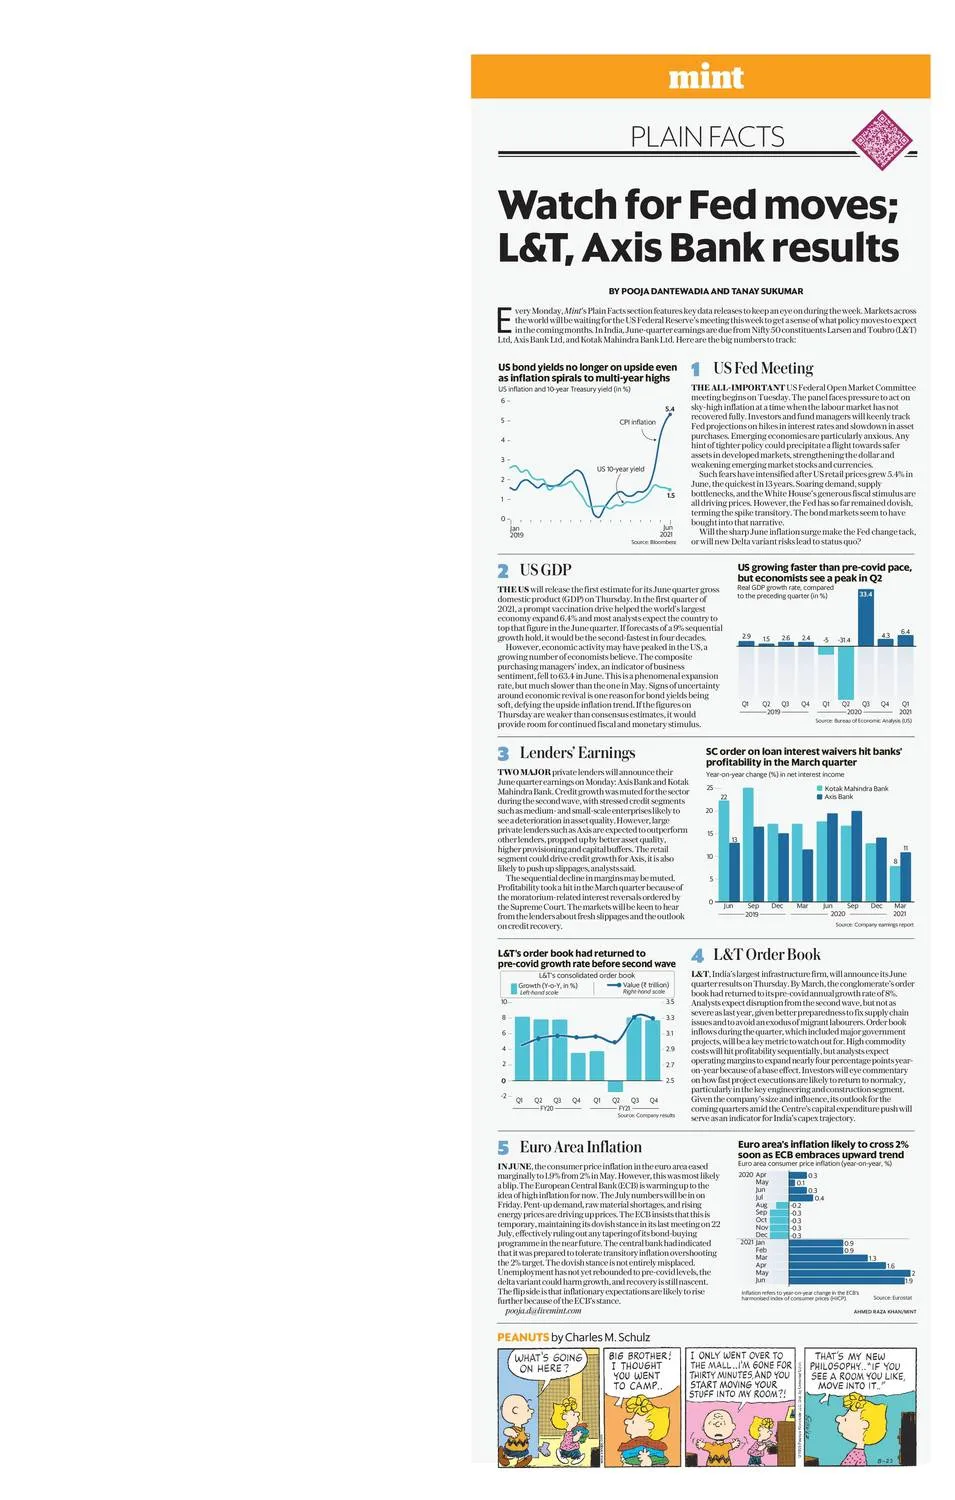 mint
PLAIN FACTS
Watch for Fed moves;
L&T, Axis Bank results
BY POOJA DANTEWADIA AND TANAY SUKUMAR
Every Monday, Mint's Plain Facts section features key data releases to keep an eye on during the week. Markets across
the world will be waiting for the US Federal Reserve's meeting this week to get a sense of what policy moves to expect
in the coming months. In India, June-quarter earnings are due from Nifty 50 constituents Larsen and Toubro (L&T)
Ltd, Axis Bank Ltd, and Kotak Mahindra Bank Ltd. Here are the big numbers to track:
US bond yields no longer on upside even
as inflation spirals to multi-year highs
US inflation and 10-year Treasury yield (in %)
6
5
4
3
2
1
0
5.4
CPI inflation
US 10-year yield
1.5
Jan
2019
Jun
2021
Source: Bloomberg
1 US Fed Meeting
THE ALL-IMPORTANT US Federal Open Market Committee
meeting begins on Tuesday. The panel faces pressure to act on
sky-high inflation at a time when the labour market has not
recovered fully. Investors and fund managers will keenly track
Fed projections on hikes in interest rates and slowdown in asset
purchases. Emerging economies are particularly anxious. Any
hint of tighter policy could precipitate a flight towards safer
assets in developed markets, strengthening the dollar and
weakening emerging market stocks and currencies.
Such fears have intensified after US retail prices grew 5.4% in
June, the quickest in 13 years. Soaring demand, supply
bottlenecks, and the White House's generous fiscal stimulus are
all driving prices. However, the Fed has so far remained dovish,
terming the spike transitory. The bond markets seem to have
bought into that narrative.
Will the sharp June inflation surge make the Fed change tack,
or will new Delta variant risks lead to status quo?
2 US GDP
THE US will release the first estimate for its June quarter gross
domestic product (GDP) on Thursday. In the first quarter of
2021, a prompt vaccination drive helped the world's largest
economy expand 6.4% and most analysts expect the country to
top that figure in the June quarter. If forecasts of a 9% sequential
growth hold, it would be the second-fastest in four decades.
However, economic activity may have peaked in the US, a
growing number of economists believe. The composite
purchasing managers' index, an indicator of business
sentiment, fell to 63.4 in June. This is a phenomenal expansion
rate, but much slower than the one in May. Signs of uncertainty
around economic revival is one reason for bond yields being
soft, defying the upside inflation trend. If the figures on
Thursday are weaker than consensus estimates, it would
provide room for continued fiscal and monetary stimulus.
US growing faster than pre-covid pace,
but economists see a peak in Q2
Real GDP growth rate, compared
to the preceding quarter (in %)
2.9 1.5 2.6 2.4 -5 -31.4 33.4 4.3 6.4
Q1 Q2 Q3 Q4 Q1 Q2 Q3 Q4 Q1
2019 2020 2021
Source: Bureau of Economic Analysis (US)
3 Lenders' Earnings
TWO MAJOR private lenders will announce their
June quarter earnings on Monday: Axis Bank and Kotak
Mahindra Bank. Credit growth was muted for the sector
during the second wave, with stressed credit segments
such as medium- and small-scale enterprises likely to
see a deterioration in asset quality. However, large
private lenders such as Axis are expected to outperform
other lenders, propped up by better asset quality,
higher provisioning and capital buffers. The retail
segment could drive credit growth for Axis, it is also
likely to push up slippages, analysts said.
The sequential decline in margins may be muted.
Profitability took a hit in the March quarter because of
the moratorium-related interest reversals ordered by
the Supreme Court. The markets will be keen to hear
from the lenders about fresh slippages and the outlook
on credit recovery.
SC order on loan interest waivers hit banks'
profitability in the March quarter
Year-on-year change (%) in net interest income
Kotak Mahindra Bank
Axis Bank
25
20
15
10
5
0
22
13
8
11
Jun Sep Dec Mar Jun Sep Dec Mar
2019 2020 2021
Source: Company earnings report
L&T's order book had returned to
pre-covid growth rate before second wave
L&T's consolidated order book
Growth (Y-o-Y, in %) Value (₹ trillion)
Left-hand scale Right-hand scale
10 3.5
8 3.3
6 3.1
4 2.9
2 2.7
0 2.5
-2
Q1 Q2 Q3 Q4 Q1 Q2 Q3 Q4
FY20 FY21
Source: Company results
4 L&T Order Book
L&T, India's largest infrastructure firm, will announce its June
quarter results on Thursday. By March, the conglomerate's order
book had returned to its pre-covid annual growth rate of 8%.
Analysts expect disruption from the second wave, but not as
severe as last year, given better preparedness to fix supply chain
issues and to avoid an exodus of migrant labourers. Order book
inflows during the quarter, which included major government
projects, will be a key metric to watch out for. High commodity
costs will hit profitability sequentially, but analysts expect
operating margins to expand nearly four percentage points year-
on-year because of a base effect. Investors will eye commentary
on how fast project executions are likely to return to normalcy,
particularly in the key engineering and construction segment.
Given the company's size and influence, its outlook for the
coming quarters amid the Centre's capital expenditure push will
serve as an indicator for India's capex trajectory.
5 Euro Area Inflation
IN JUNE, the consumer price inflation in the euro area eased
marginally to 1.9% from 2% in May. However, this was most likely
a blip. The European Central Bank (ECB) is warming up to the
idea of high inflation for now. The July numbers will be in on
Friday. Pent-up demand, raw material shortages, and rising
energy prices are driving up prices. The ECB insists that this is
temporary, maintaining its dovish stance in its last meeting on 22
July, effectively ruling out any tapering of its bond-buying
programme in the near future. The central bank had indicated
that it was prepared to tolerate transitory inflation overshooting
the 2% target. The dovish stance is not entirely misplaced.
Unemployment has not yet rebounded to pre-covid levels, the
delta variant could harm growth, and recovery is still nascent.
The flip side is that inflationary expectations are likely to rise
further because of the ECB's stance.
pooja.d@livemint.com
Euro area's inflation likely to cross 2%
soon as ECB embraces upward trend
Euro area consumer price inflation (year-on-year, %)
2020 Apr 0.3
May 0.1
Jun 0.3
Jul 0.4
Aug -0.2
Sep -0.3
Oct -0.3
Nov -0.3
Dec -0.3
2021 Jan 0.9
Feb 0.9
Mar 1.3
Apr 1.6
May 2
Jun 1.9
Inflation refers to year-on-year change in the ECB's
harmonised index of consumer prices (HICP).
Source: Eurostat
AHMED RAZA KHAN/MINT
PEANUTS by Charles M. Schulz
WHAT'S GOING
ON HERE?
BIG BROTHER!
I THOUGHT
YOU WENT
TO CAMP..
I ONLY WENT OVER TO
THE MALL..I'M GONE FOR
THIRTY MINUTES, AND YOU
START MOVING YOUR
STUFF INTO MY ROOM?!
THAT'S MY NEW
PHILOSOPHY.."IF YOU
SEE A ROOM YOU LIKE,
MOVE INTO IT.."
8-23